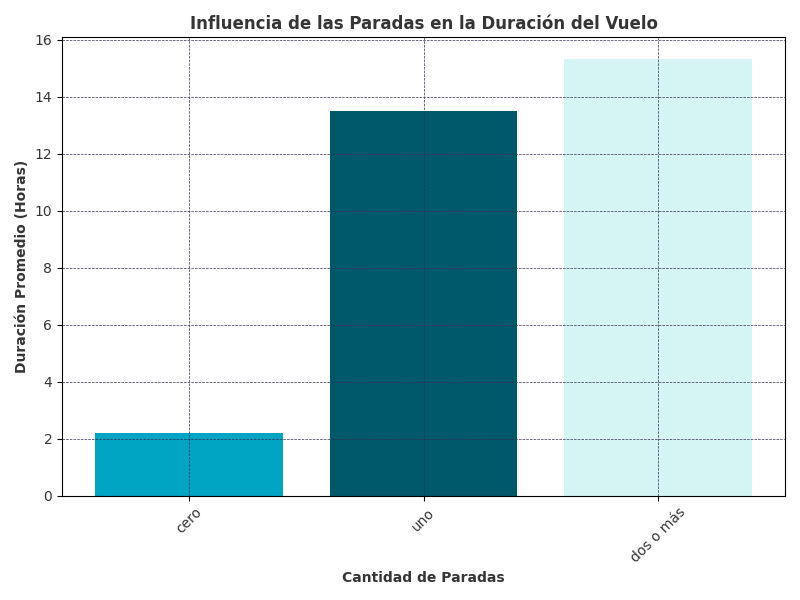 Influencia de las Paradas en la Duración del Vuelo
Duración Promedio (Horas)
16
14
12
10
8
6
4
2
0
cero
uno
dos o más
Cantidad de Paradas